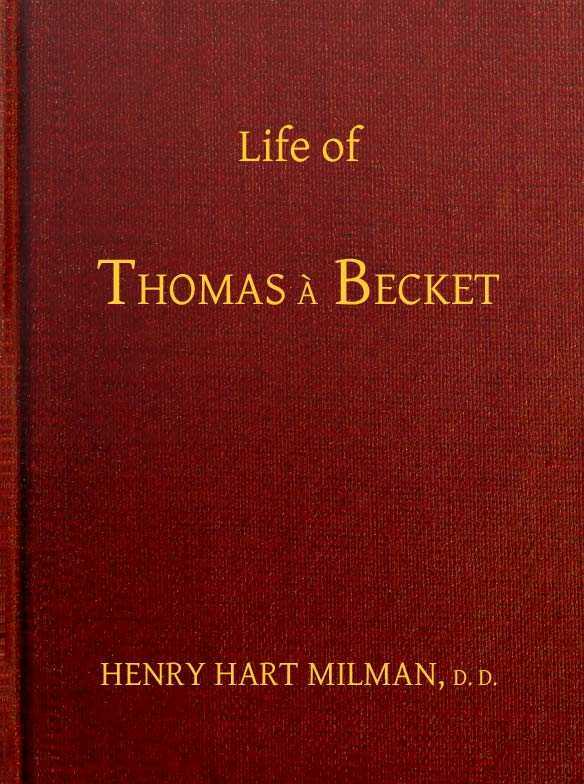 Life of
THOMAS À BECKET
HENRY HART MILMAN, D. D.